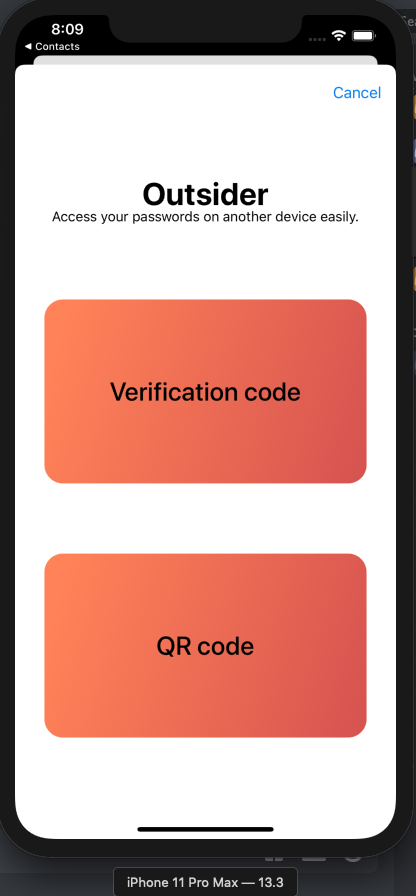 8:09
◀ Contacts
Cancel
Outsider
Access your passwords on another device easily.
Verification code
QR code
iPhone 11 Pro Max — 13.3